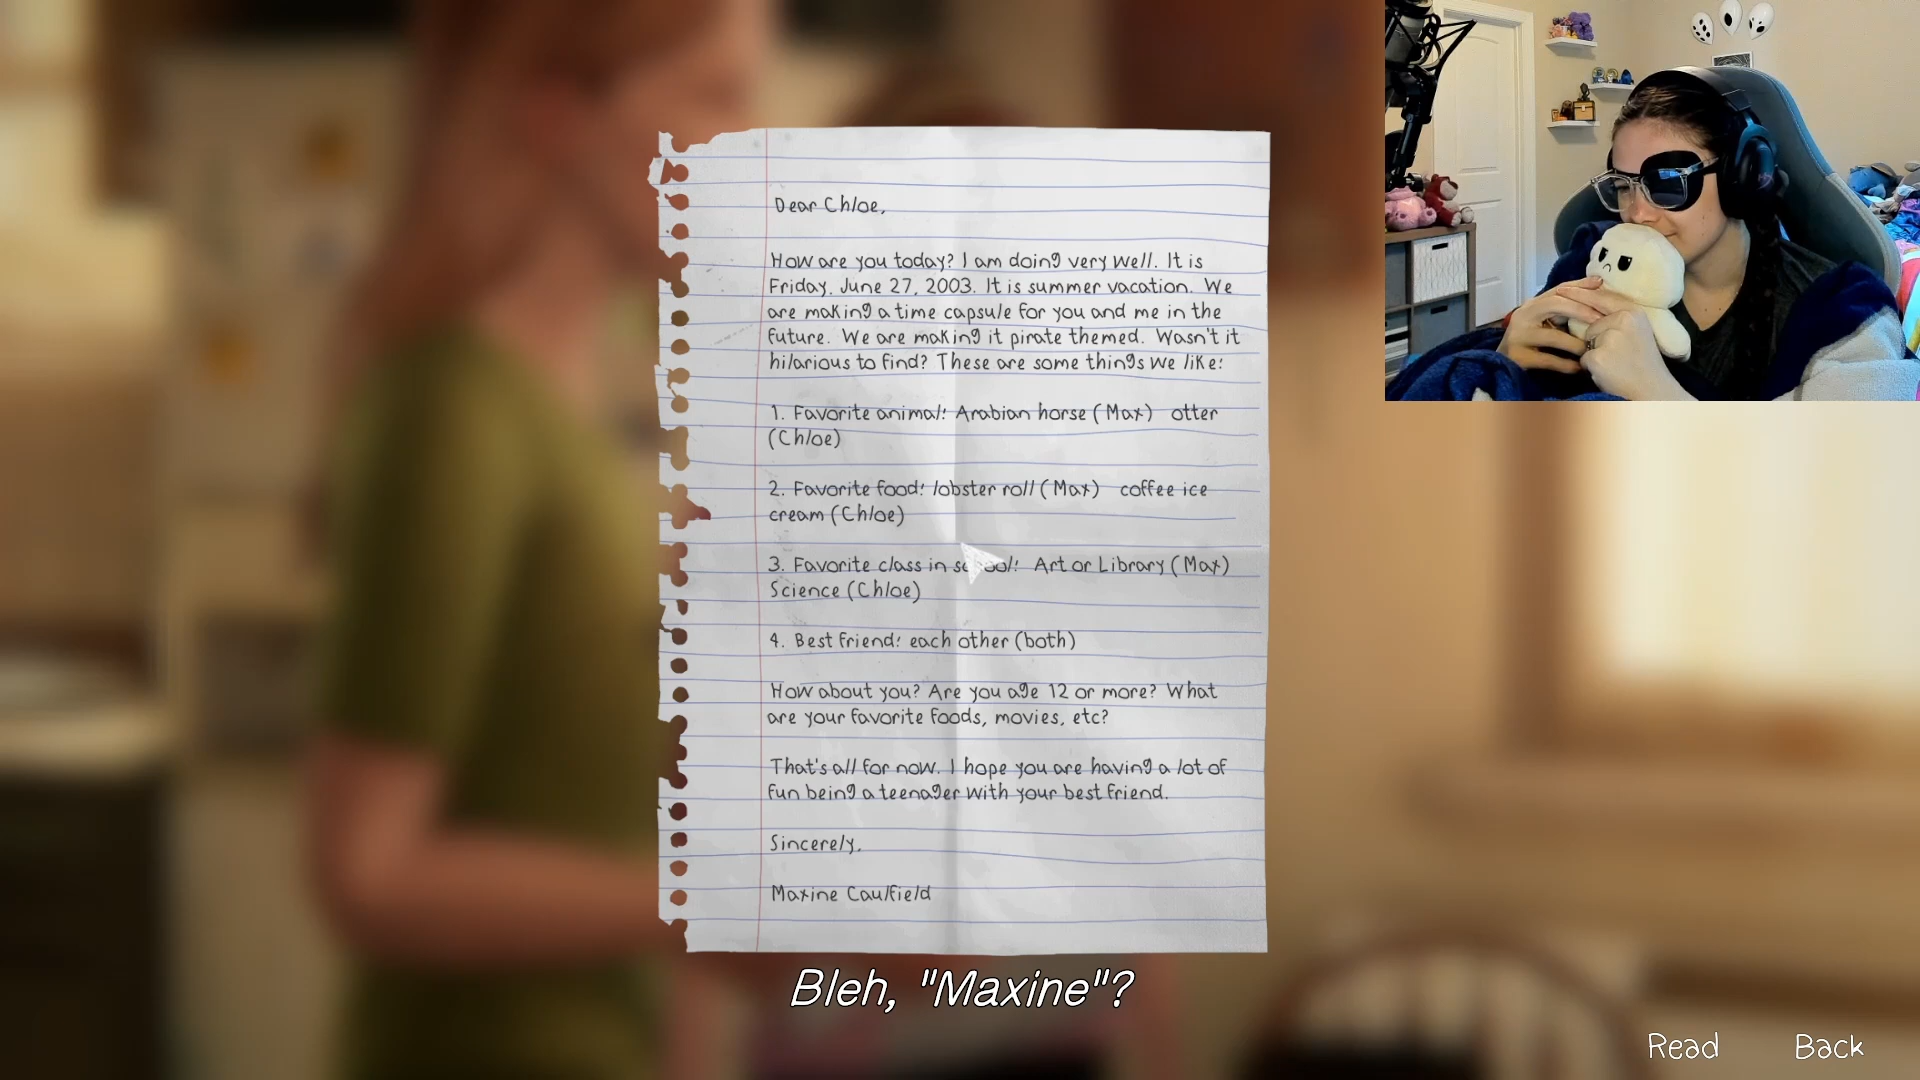 Dear Chloe,
How are you today? I am doing very well. It is
Friday, June 27, 2003. It is summer vacation. We
are making a time capsule for you and me in the
future. We are making it pirate themed. Wasn't it
hilarious to find? These are some things we like:
1. Favorite animal: Arabian horse (Max) otter
(Chloe)
2. Favorite food: lobster roll (Max) coffee ice
cream (Chloe)
3. Favorite class in school: Art or Library (Max)
Science (Chloe)
4. Best friend: each other (both)
How about you? Are you age 12 or more? What
are your favorite foods, movies, etc?
That's all for now. I hope you are having a lot of
fun being a teenager with your best friend.
Sincerely,
Maxine Caulfield
Bleh, "Maxine"?
Read Back